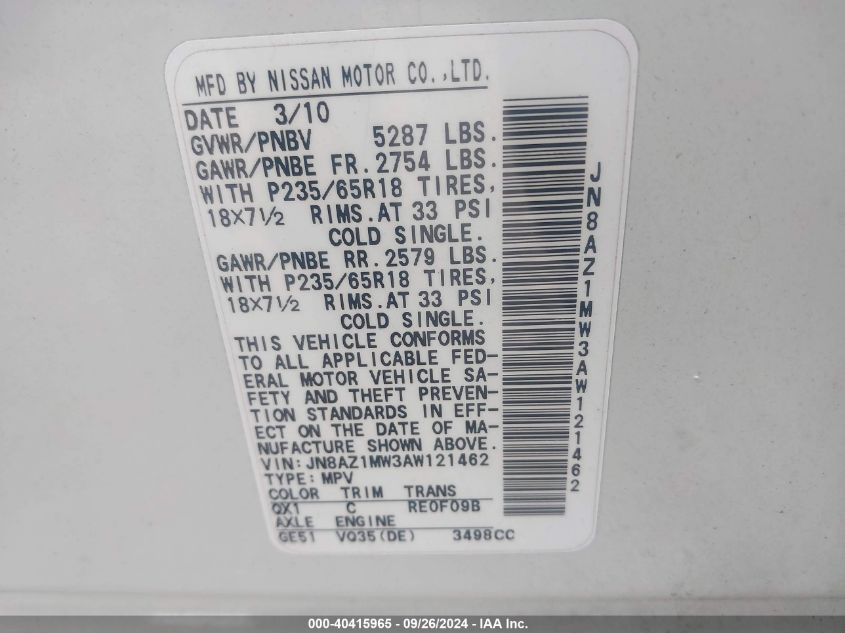 MFD BY NISSAN MOTOR CO.,LTD.
DATE 3/10
GVWR/PNBV 5287 LBS.
GAWR/PNBE FR. 2754 LBS.
WITH P235/65R18 TIRES,
18X7½ RIMS.AT 33 PSI
COLD SINGLE.
GAWR/PNBE RR. 2579 LBS.
WITH P235/65R18 TIRES,
18X7½ RIMS.AT 33 PSI
COLD SINGLE.
THIS VEHICLE CONFORMS
TO ALL APPLICABLE FED-
ERAL MOTOR VEHICLE SA-
FETY AND THEFT PREVEN-
TION STANDARDS IN EFF-
ECT ON THE DATE OF MA-
NUFACTURE SHOWN ABOVE.
VIN: JN8AZ1MW3AW121462
TYPE: MPV
COLOR TRIM TRANS
QX1 C RE0F09B
AXLE ENGINE
GE51 VQ35(DE) 3498CC
JN8AZ1MW3AW121462
000-40415965 - 09/26/2024 - IAA Inc.